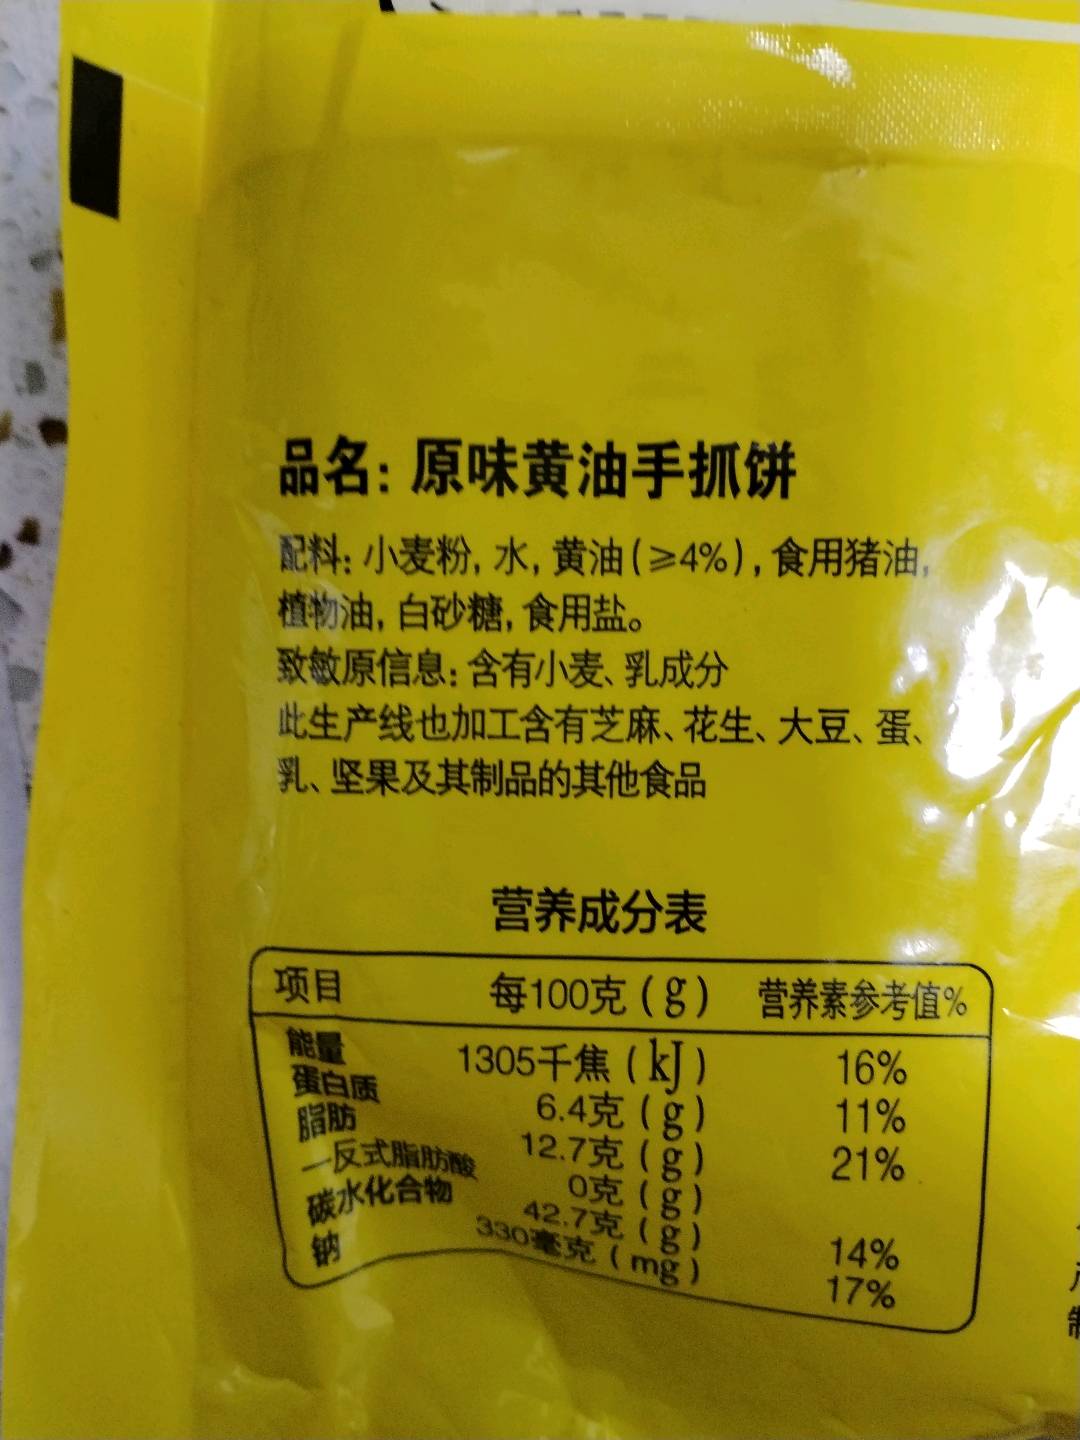 品名: 原味黄油手抓饼
配料: 小麦粉, 水, 黄油(≥4%), 食用猪油,
植物油, 白砂糖, 食用盐。
致敏原信息: 含有小麦、乳成分
此生产线也加工含有芝麻、花生、大豆、蛋、
乳、坚果及其制品的其他食品
营养成分表
项目 每100克(g) 营养素参考值%
能量 1305千焦(kJ) 16%
蛋白质 6.4克(g) 11%
脂肪 12.7克(g) 21%
—反式脂肪酸 0克(g)
碳水化合物 42.7克(g) 14%
钠 330毫克(mg) 17%